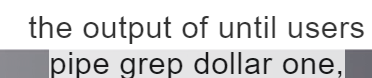 the output of until users
pipe grep dollar one,